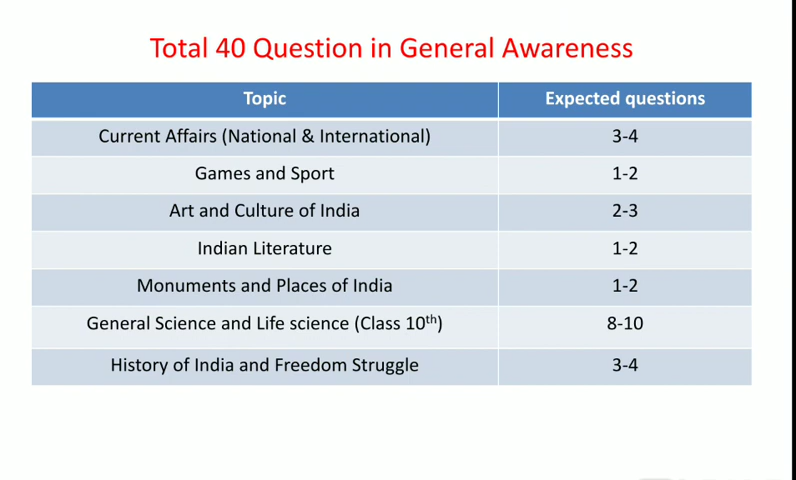 Total 40 Question in General Awareness
Topic Expected questions
Current Affairs (National & International) 3-4
Games and Sport 1-2
Art and Culture of India 2-3
Indian Literature 1-2
Monuments and Places of India 1-2
General Science and Life science (Class 10th) 8-10
History of India and Freedom Struggle 3-4